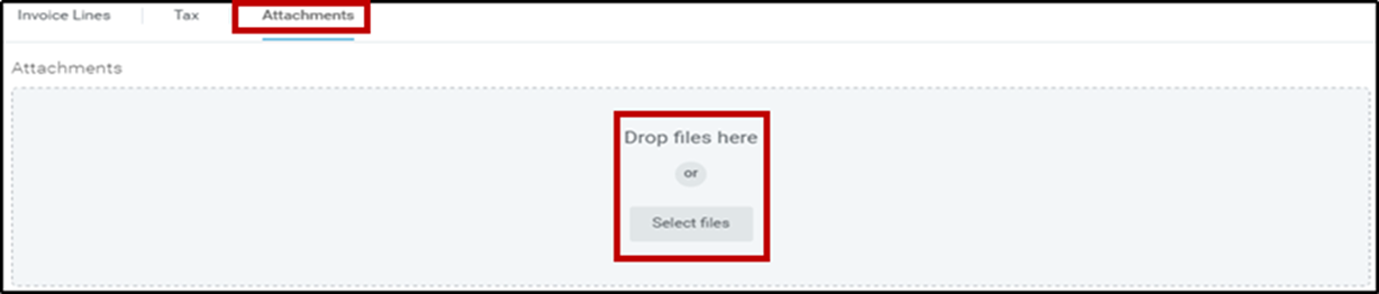 Invoice Lines Tax Attachments
Attachments
Drop files here
or
Select files